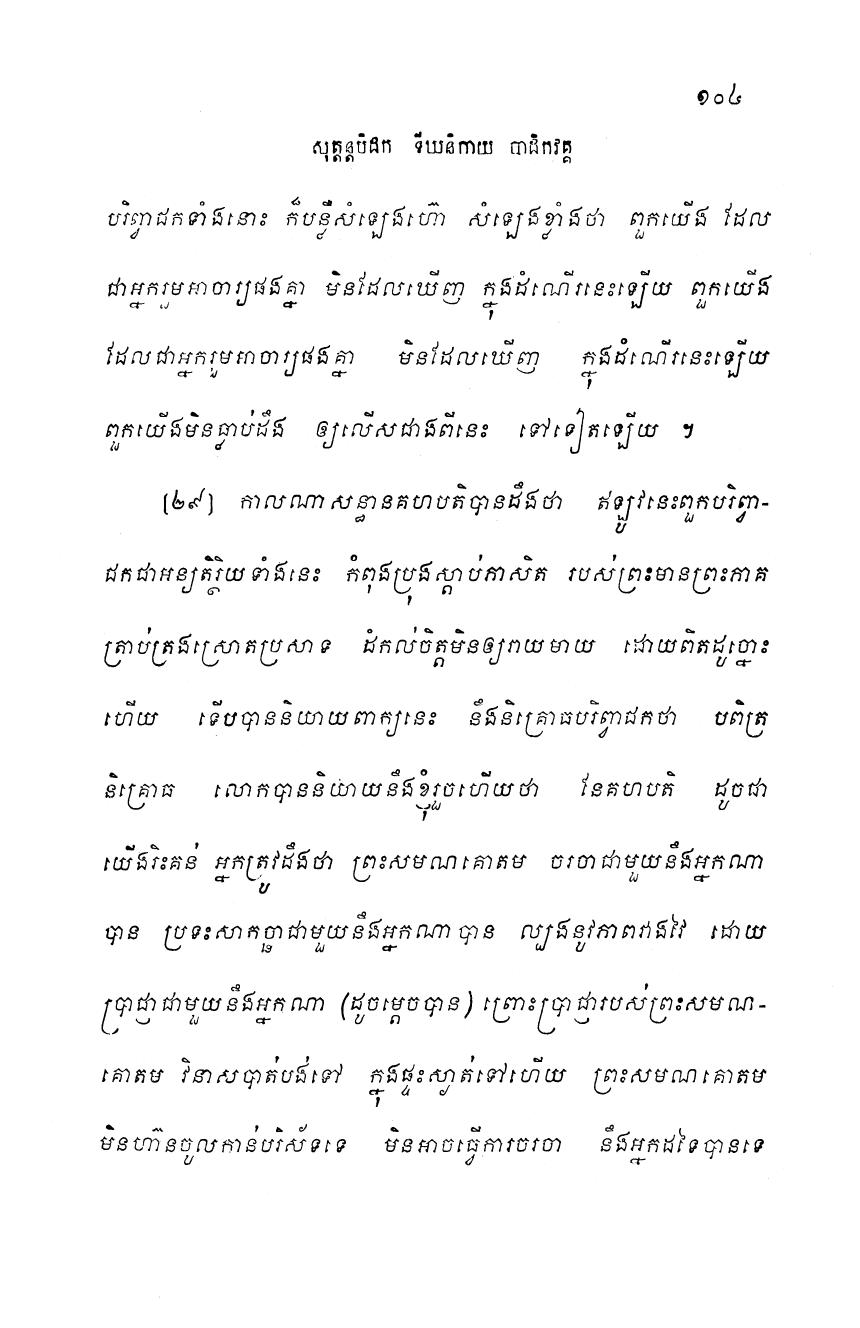 ១០៤
សុត្តន្តបិដក ទីឃនិកាយ បាដិកវគ្គ
បរិព្វាជកទាំងនោះ ក៏បន្លឺសំឡេងហ៊ោ សំឡេងខ្លាំងថា ពួកយើង ដែល
ជាអ្នករួមអាចារ្យផងគ្នា មិនដែលឃើញ ក្នុងដំណើរនេះឡើយ ពួកយើង
ដែលជាអ្នករួមអាចារ្យផងគ្នា មិនដែលឃើញ ក្នុងដំណើរនេះឡើយ
ពួកយើងមិនធ្លាប់ដឹង ឲ្យលើសជាងពីនេះ ទៅទៀតឡើយ ។
[២៩] កាលណាសន្ធានគហបតិបានដឹងថា ឥឡូវនេះពួកបរិព្វា-
ជកជាអន្យតិរ្ថិយទាំងនេះ កំពុងប្រុងស្តាប់ភាសិត របស់ព្រះមានព្រះភាគ
ត្រាប់ត្រងស្រោតប្រសាទ ដំកល់ចិត្តមិនឲ្យរាយមាយ ដោយពិតដូច្នោះ
ហើយ ទើបបាននិយាយពាក្យនេះ នឹងនិគ្រោធបរិព្វាជកថា បពិត្រ
និគ្រោធ លោកបាននិយាយនឹងខ្ញុំរួចហើយថា នែគហបតិ ដូចជា
យើងរិះគន់ អ្នកត្រូវដឹងថា ព្រះសមណគោតម ចរចាជាមួយនឹងអ្នកណា
បាន ប្រទះសាកច្ឆាជាមួយនឹងអ្នកណាបាន ល្បងនូវភាពវាងវៃ ដោយ
ប្រាជ្ញាជាមួយនឹងអ្នកណា (ដូចម្តេចបាន) ព្រោះប្រាជ្ញារបស់ព្រះសមណ-
គោតម វិនាសបាត់បង់ទៅ ក្នុងផ្ទះស្ងាត់ទៅហើយ ព្រះសមណគោតម
មិនហ៊ានចូលកាន់បរិស័ទទេ មិនអាចធ្វើការចរចា នឹងអ្នកដទៃបានទេ